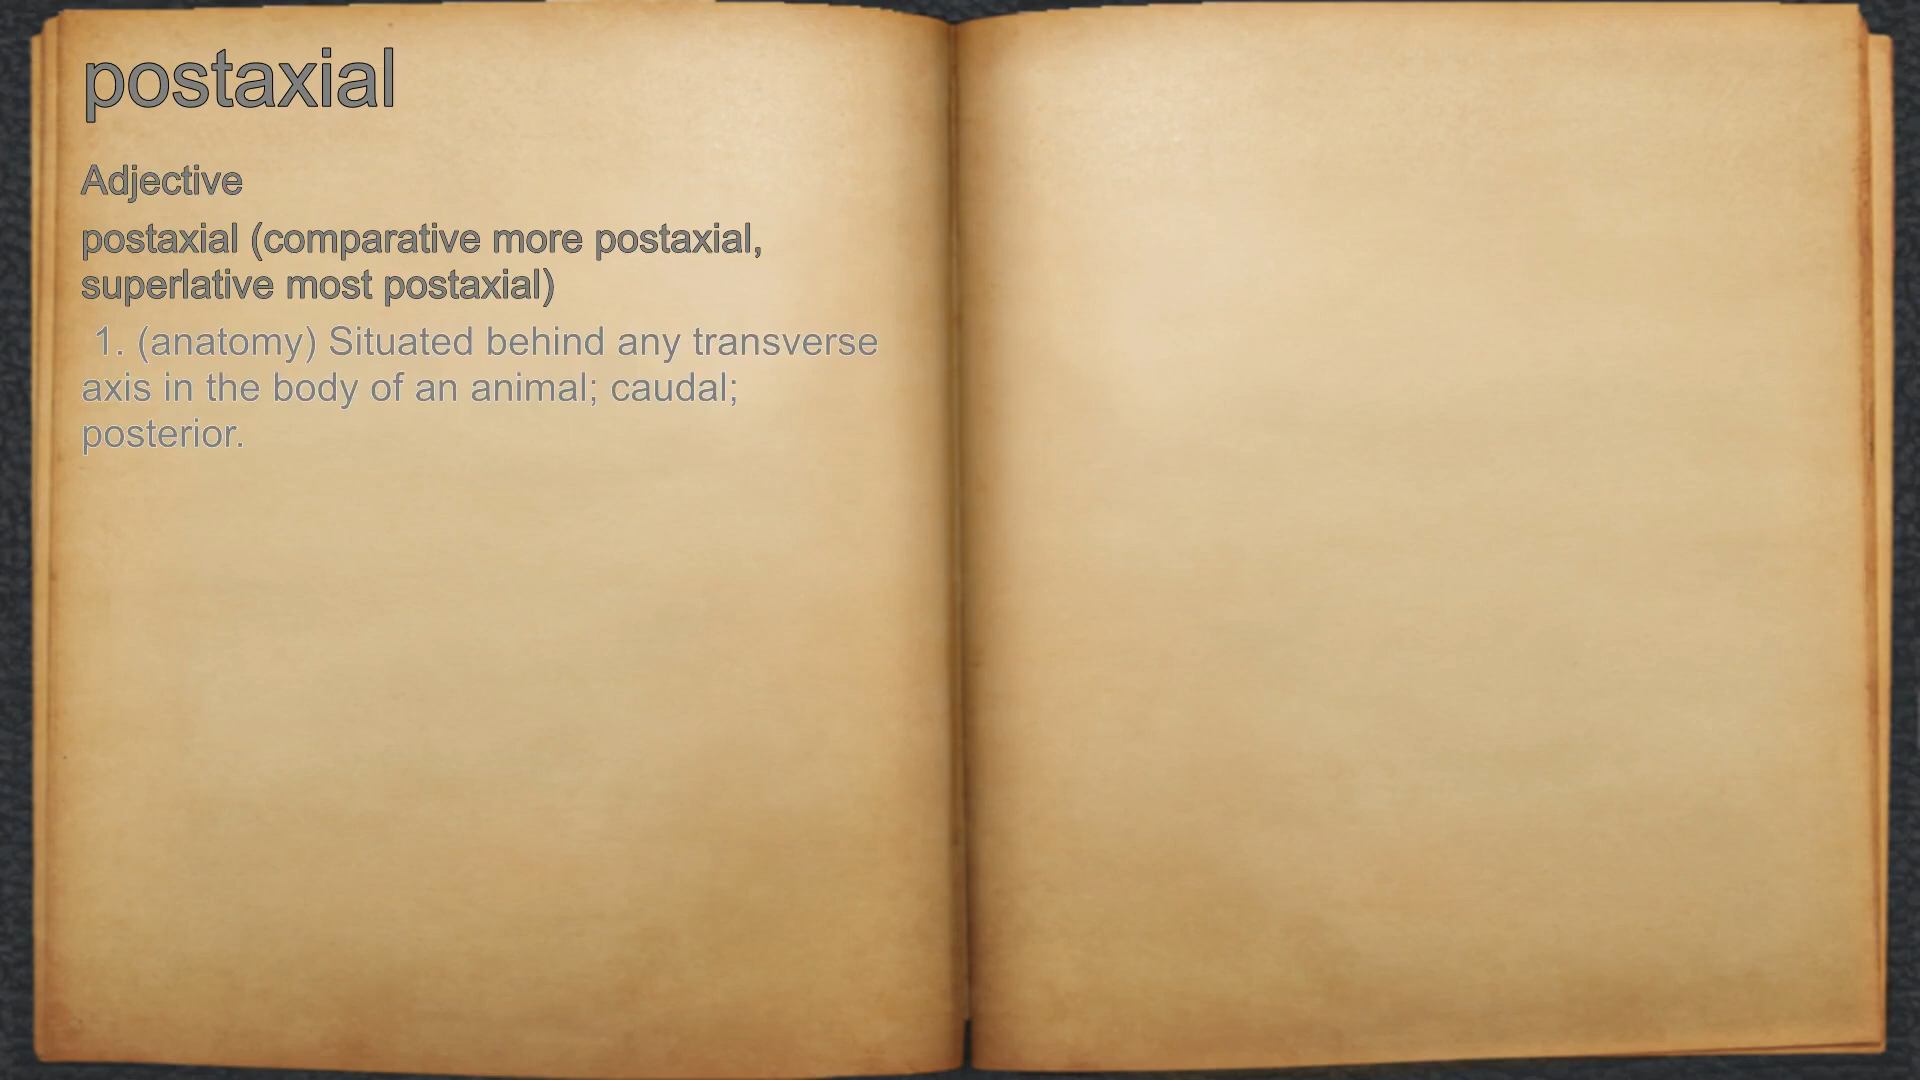 postaxial
Adjective
postaxial (comparative more postaxial,
superlative most postaxial)
1. (anatomy) Situated behind any transverse
axis in the body of an animal; caudal;
posterior.